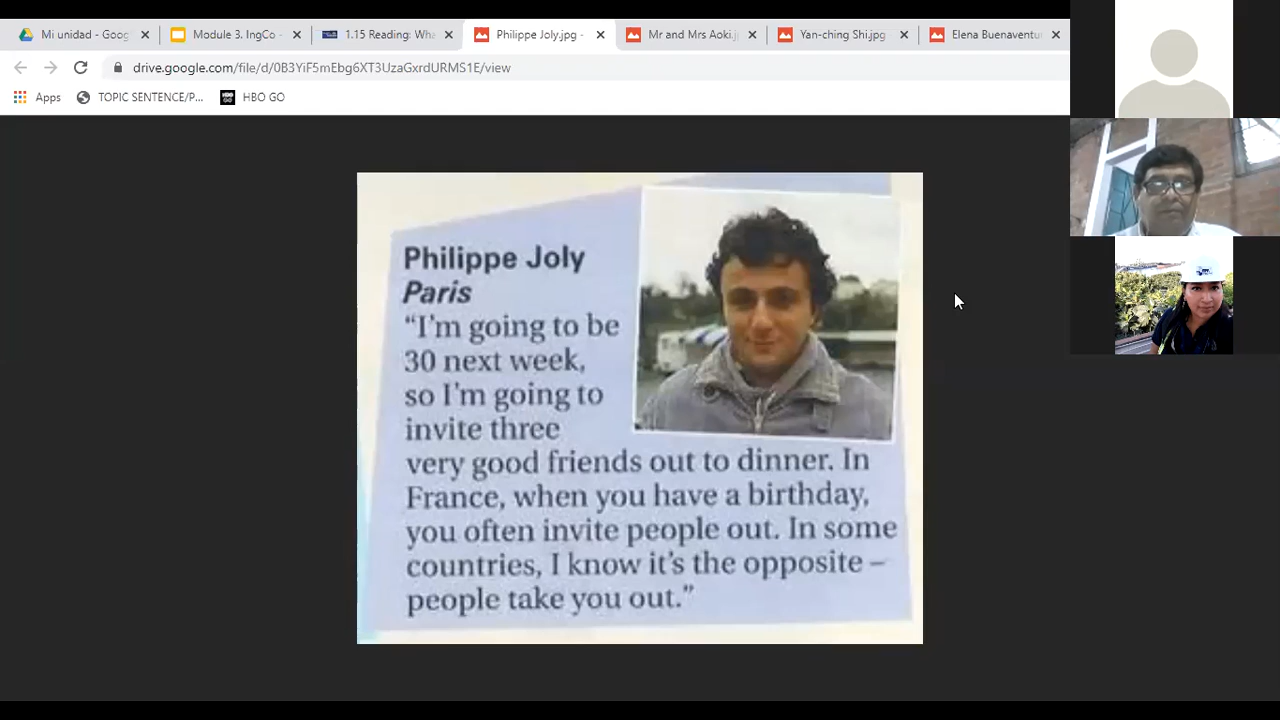 Mi unidad - Goog
Module 3. IngCo -
1.15 Reading: Wha
Philippe Joly.jpg -
Mr and Mrs Aoki.j
Yan-ching Shi.jpg
Elena Buenaventu
drive.google.com/file/d/0B3YiF5mEbg6XT3UzaGxrdURMS1E/view
Apps
TOPIC SENTENCE/P...
HBO GO
Philippe Joly
Paris
“I’m going to be
30 next week,
so I’m going to
invite three
very good friends out to dinner. In
France, when you have a birthday,
you often invite people out. In some
countries, I know it’s the opposite –
people take you out.”